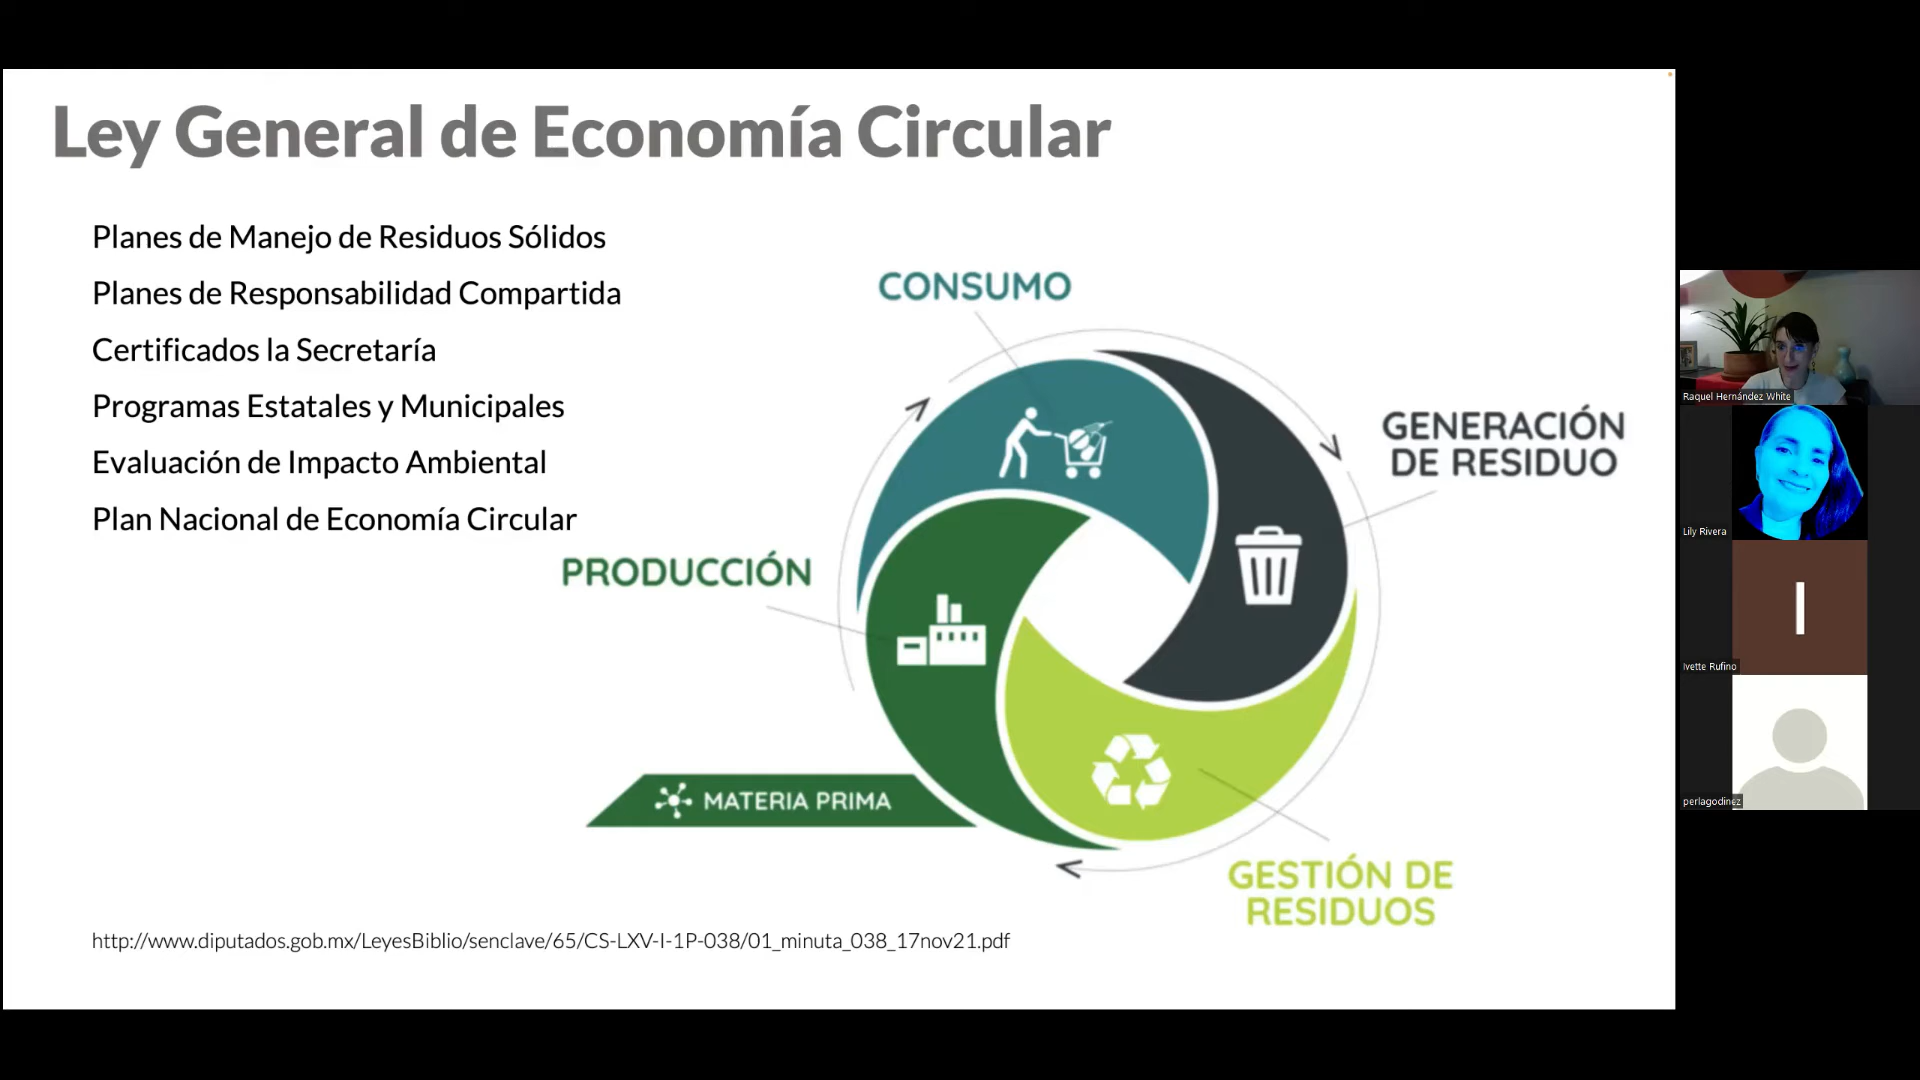 Ley General de Economía Circular
Planes de Manejo de Residuos Sólidos
Planes de Responsabilidad Compartida
Certificados la Secretaría
Programas Estatales y Municipales
Evaluación de Impacto Ambiental
Plan Nacional de Economía Circular
CONSUMO
GENERACIÓN
DE RESIDUO
PRODUCCIÓN
MATERIA PRIMA
GESTIÓN DE
RESIDUOS
http://www.diputados.gob.mx/LeyesBiblio/senclave/65/CS-LXV-I-1P-038/01_minuta_038_17nov21.pdf
Raquel Hernández White
Lily Rivera
I
Ivette Rufino
perlagodinez